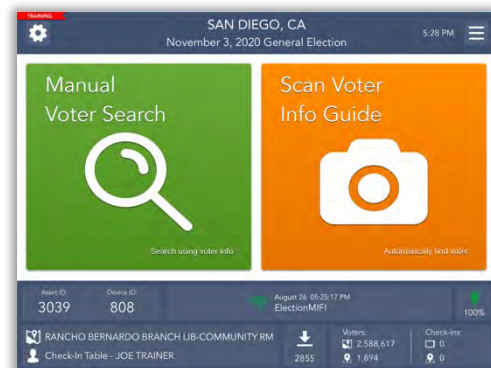 TRAINING
SAN DIEGO, CA
November 3, 2020 General Election
5:28 PM
Manual
Voter Search
Search using voter info
Scan Voter
Info Guide
Automatically find voter
Asset ID:
3039
Device ID:
808
August 26 05:25:17 PM
ElectionMIFI
100%
RANCHO BERNARDO BRANCH LIB-COMMUNITY RM
Check-In Table - JOE TRAINER
2855
Voters:
2,588,617
1,894
Check-Ins:
0
0